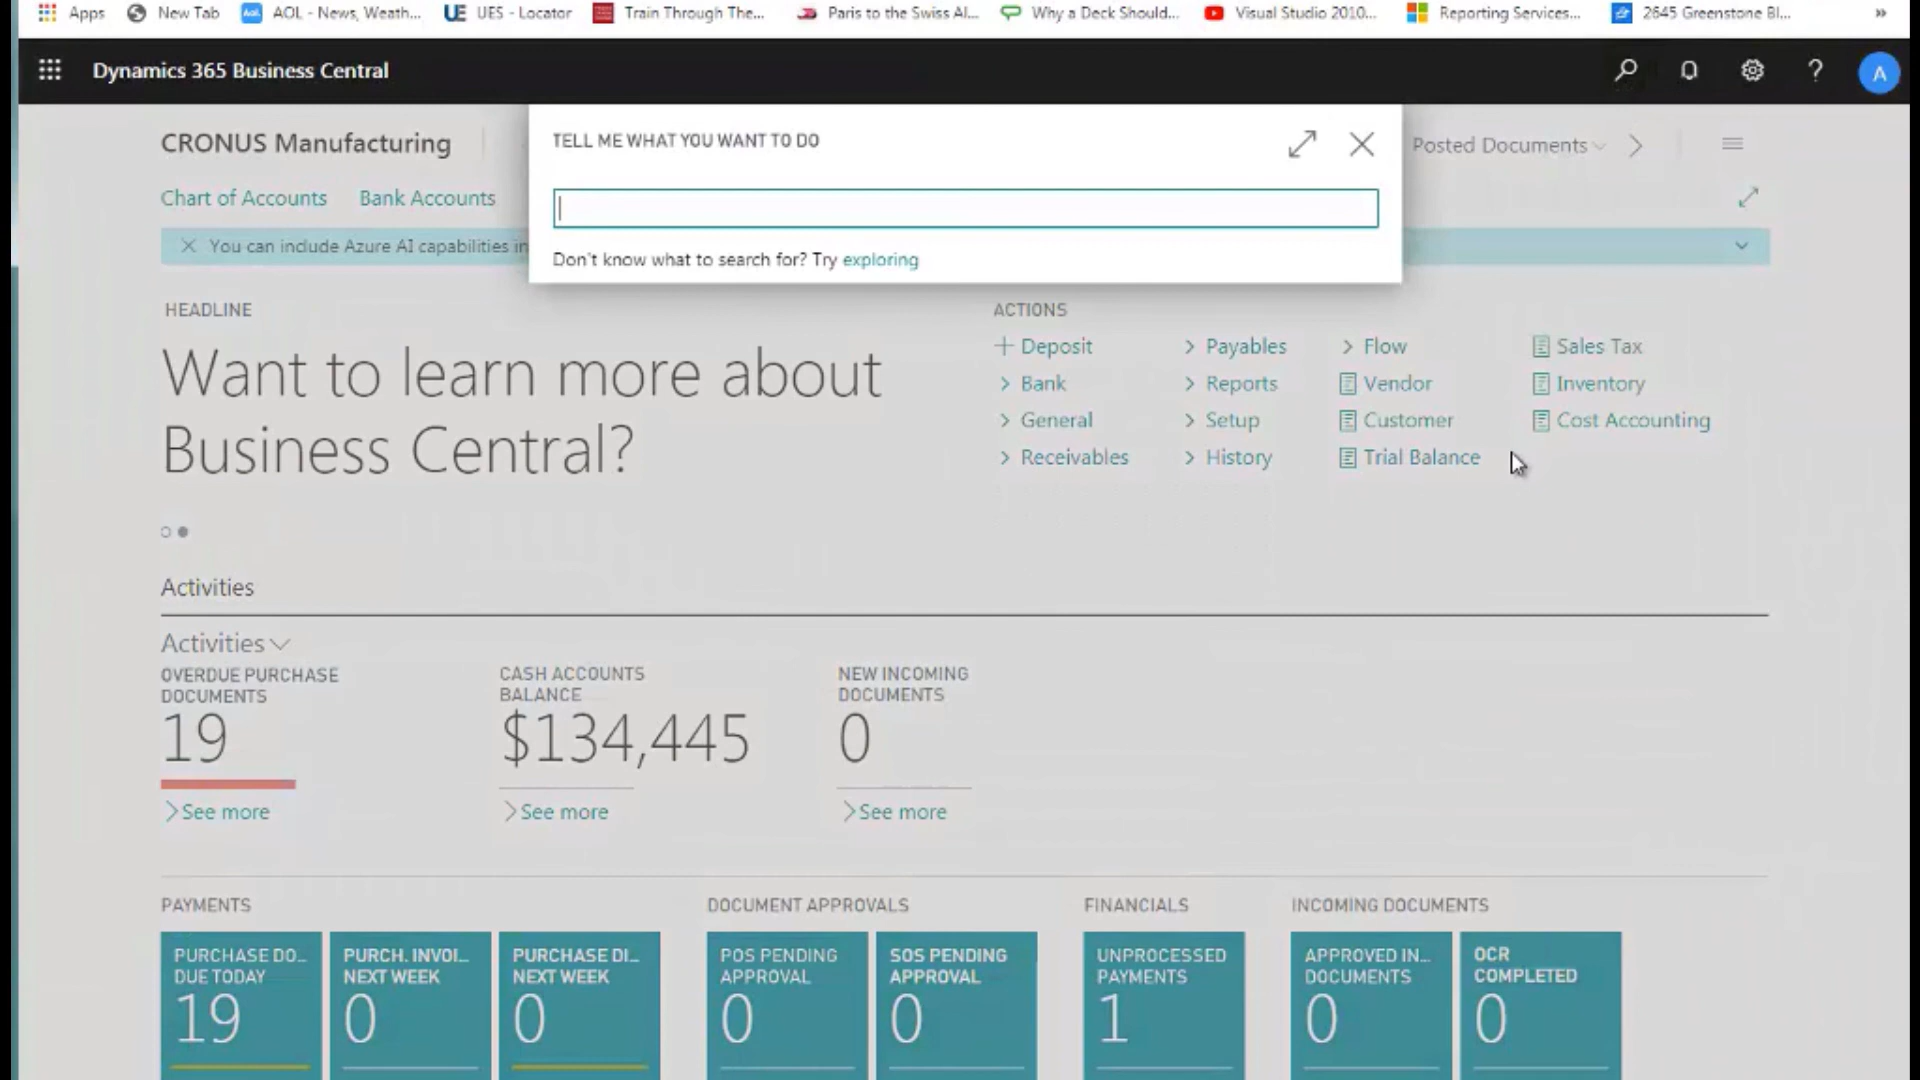 Apps New Tab AOL - News, Weath... UES - Locator Train Through The... Paris to the Swiss Al... Why a Deck Should... Visual Studio 2010... Reporting Services... 2645 Greenstone Bl... »
Dynamics 365 Business Central ? A
CRONUS Manufacturing Posted Documents
TELL ME WHAT YOU WANT TO DO
Chart of Accounts Bank Accounts
You can include Azure AI capabilities in
Don't know what to search for? Try exploring
HEADLINE
Want to learn more about
Business Central?
ACTIONS
Deposit Payables Flow Sales Tax
Bank Reports Vendor Inventory
General Setup Customer Cost Accounting
Receivables History Trial Balance
Activities
Activities
OVERDUE PURCHASE
DOCUMENTS
19
See more
CASH ACCOUNTS
BALANCE
$134,445
See more
NEW INCOMING
DOCUMENTS
0
See more
PAYMENTS
PURCHASE DO...
DUE TODAY
19
PURCH. INVOI...
NEXT WEEK
0
PURCHASE DI...
NEXT WEEK
0
DOCUMENT APPROVALS
POS PENDING
APPROVAL
0
SOS PENDING
APPROVAL
0
FINANCIALS
UNPROCESSED
PAYMENTS
1
INCOMING DOCUMENTS
APPROVED IN...
DOCUMENTS
0
OCR
COMPLETED
0